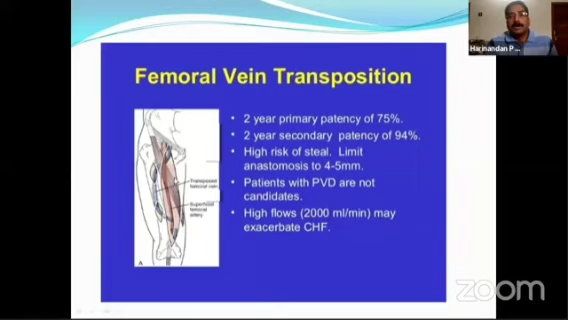 Harinandan P...
Femoral Vein Transposition
• 2 year primary patency of 75%.
• 2 year secondary patency of 94%.
• High risk of steal. Limit
anastomosis to 4-5mm.
• Patients with PVD are not
candidates.
• High flows (2000 ml/min) may
exacerbate CHF.
Transposed
femoral vein
Superficial
femoral
artery
A
zoom